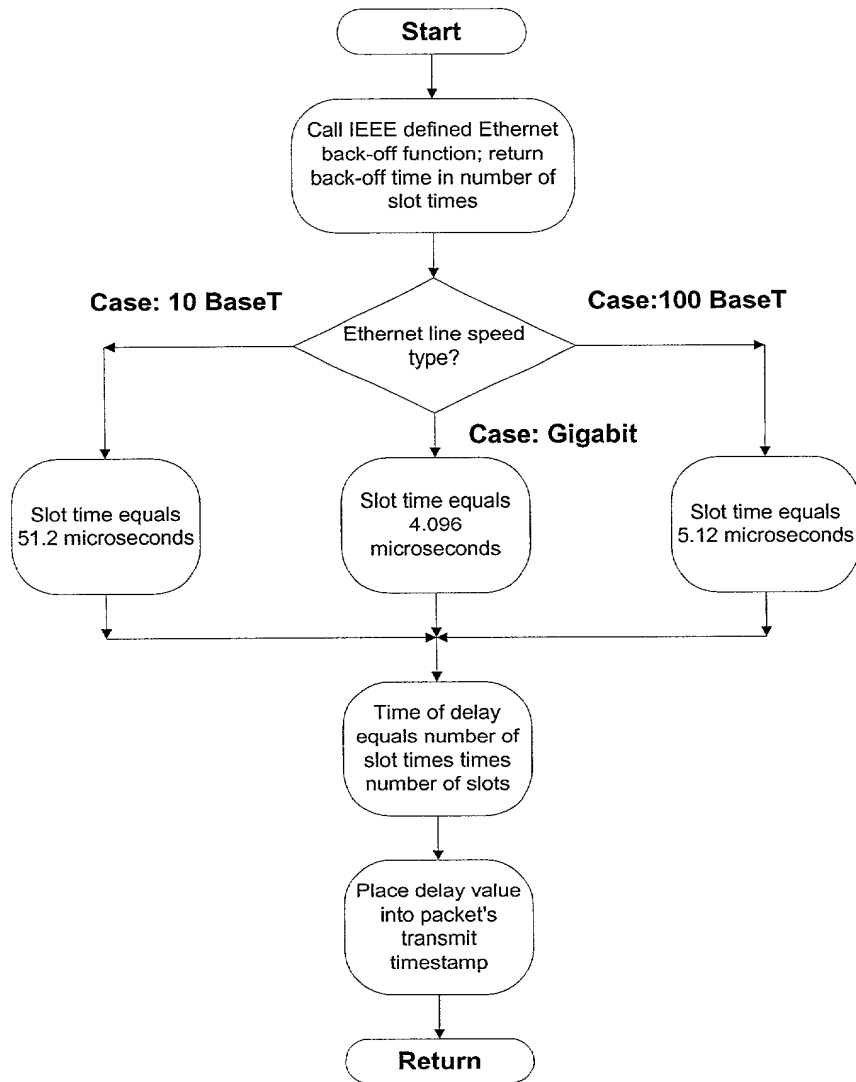 Start
Call IEEE defined Ethernet
back-off function; return
back-off time in number of
slot times
Case: 10 BaseT
Case:100 BaseT
Ethernet line speed
type?
Case: Gigabit
Slot time equals
51.2 microseconds
Slot time equals
4.096
microseconds
Slot time equals
5.12 microseconds
Time of delay
equals number of
slot times times
number of slots
Place delay value
into packet's
transmit
timestamp
Return